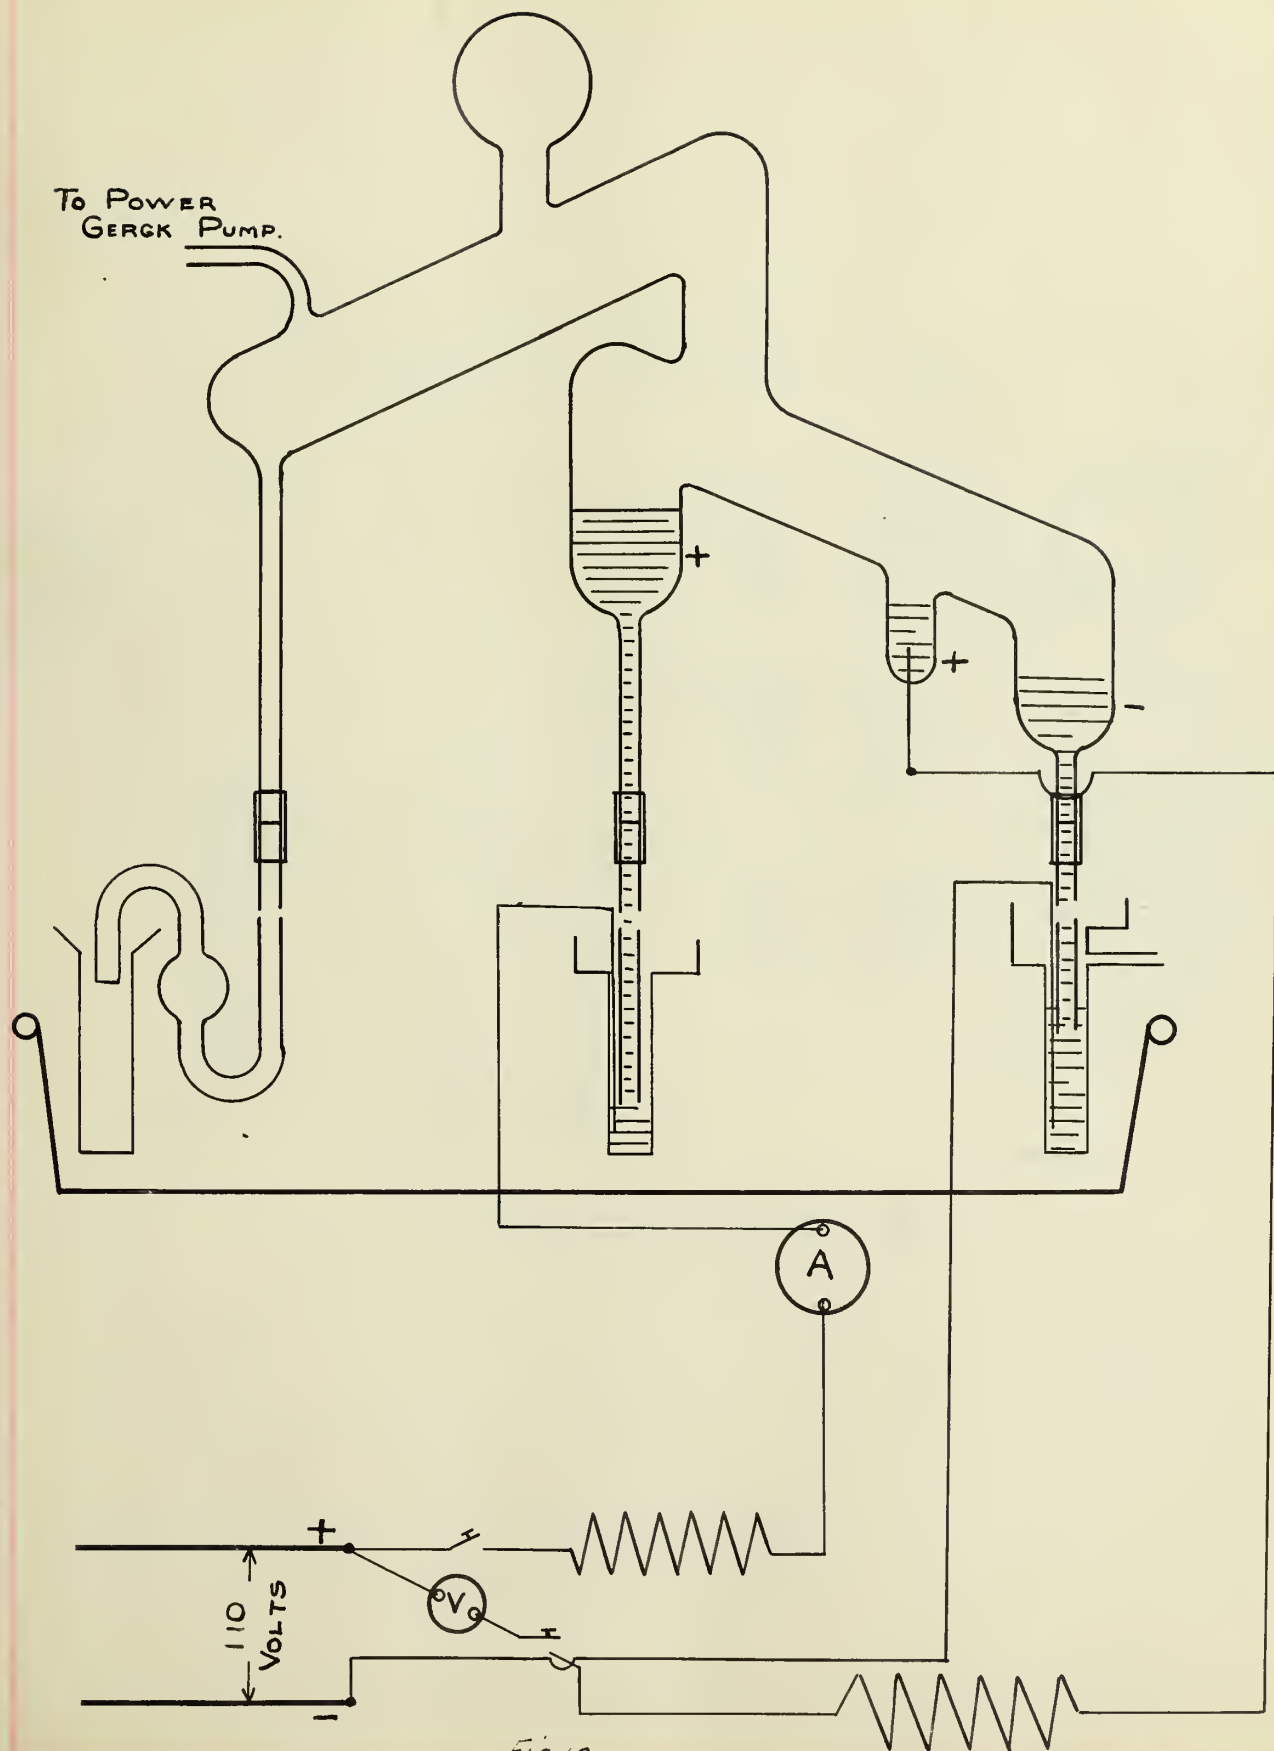 To Power
Gerck Pump.
+
+
-
A
+
V
110
Volts
-